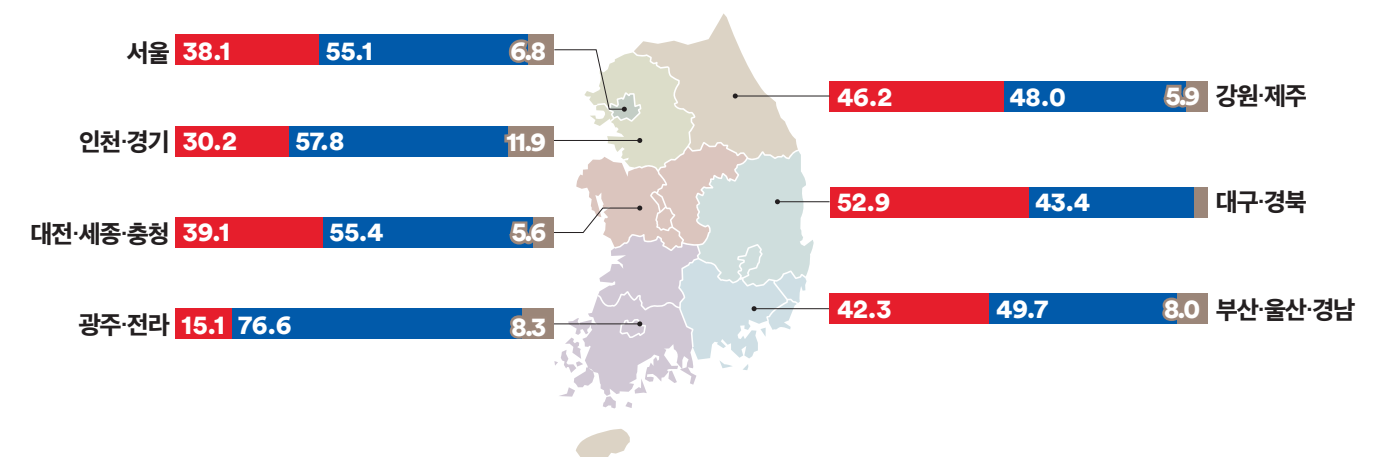 서울 38.1 55.1 6.8
인천·경기 30.2 57.8 11.9
대전·세종·충청 39.1 55.4 5.6
광주·전라 15.1 76.6 8.3
46.2 48.0 5.9 강원·제주
52.9 43.4 대구·경북
42.3 49.7 8.0 부산·울산·경남